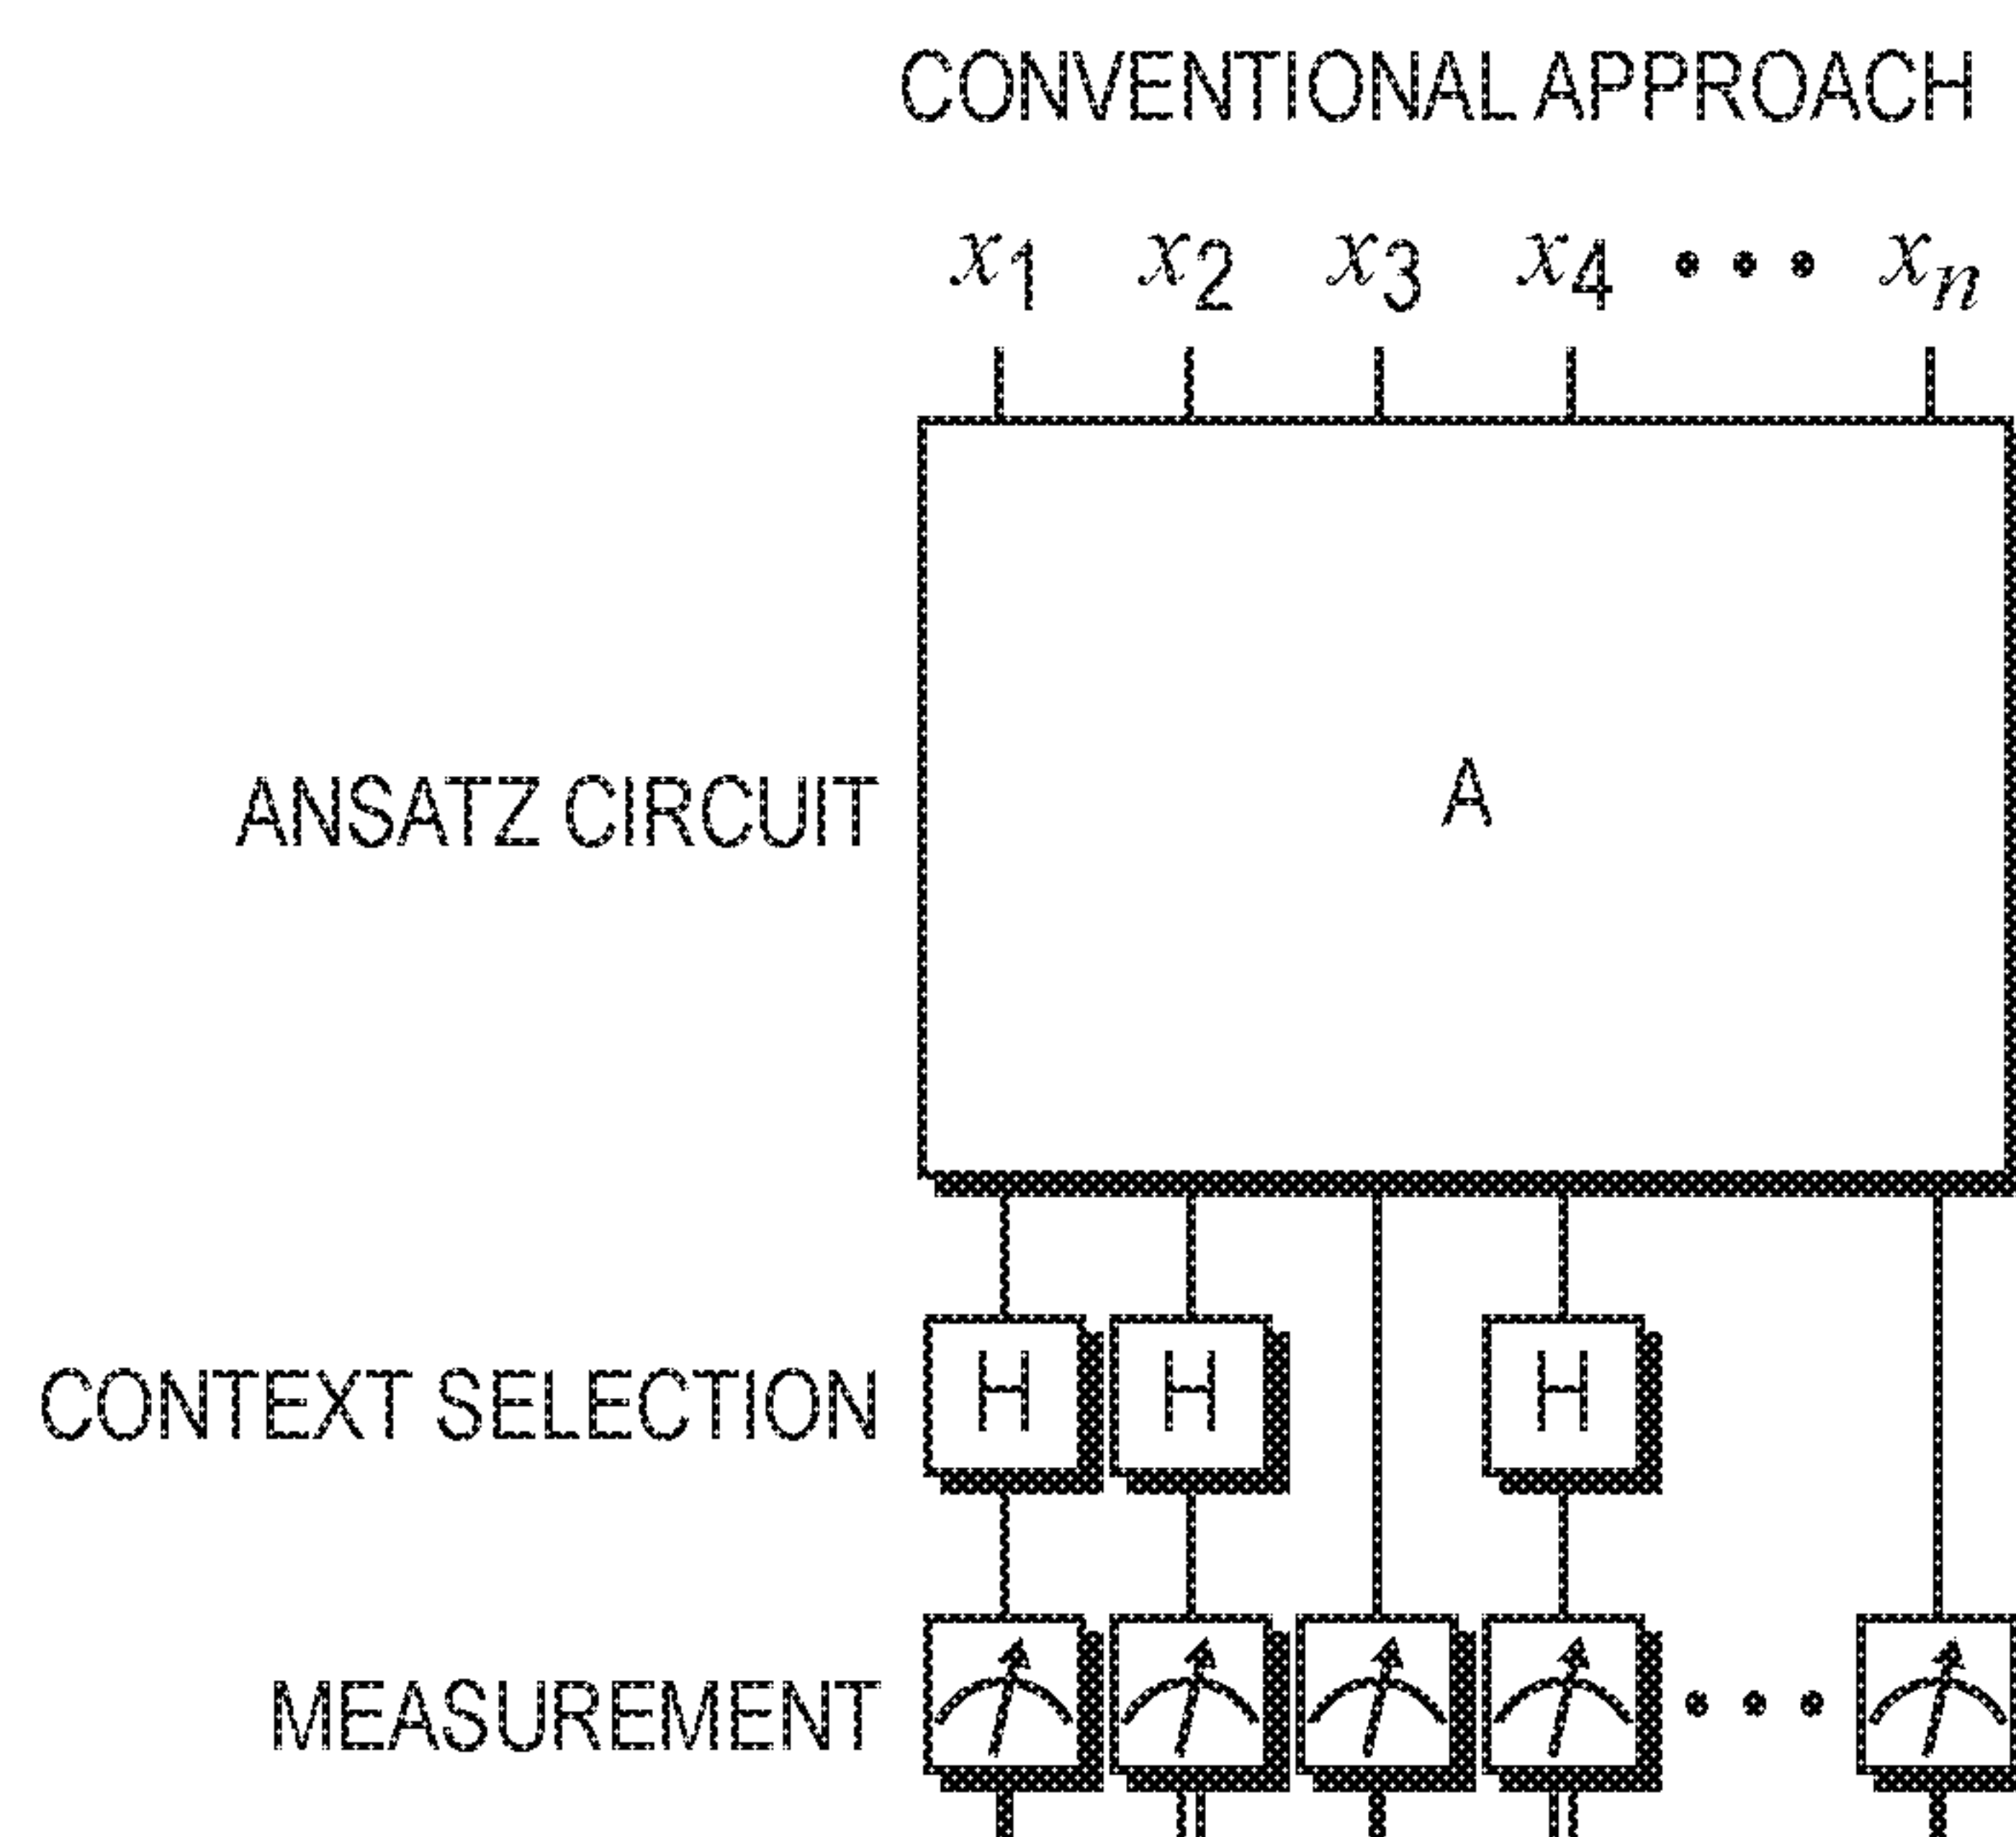 CONVENTIONAL APPROACH
x1 x2 x3 x4 • • • xn
ANSATZ CIRCUIT
A
CONTEXT SELECTION
H H H
MEASUREMENT • • •